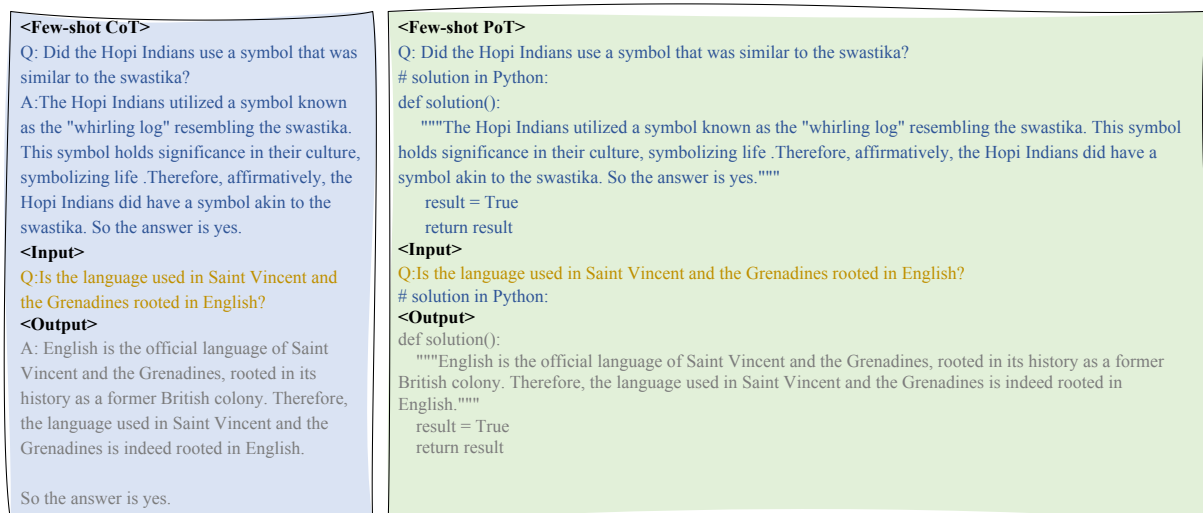 <Few-shot CoT>
Q: Did the Hopi Indians use a symbol that was
similar to the swastika?
A:The Hopi Indians utilized a symbol known
as the "whirling log" resembling the swastika.
This symbol holds significance in their culture,
symbolizing life .Therefore, affirmatively, the
Hopi Indians did have a symbol akin to the
swastika. So the answer is yes.
<Input>
Q:Is the language used in Saint Vincent and
the Grenadines rooted in English?
<Output>
A: English is the official language of Saint
Vincent and the Grenadines, rooted in its
history as a former British colony. Therefore,
the language used in Saint Vincent and the
Grenadines is indeed rooted in English.
So the answer is yes.
<Few-shot PoT>
Q: Did the Hopi Indians use a symbol that was similar to the swastika?
# solution in Python:
def solution():
"""The Hopi Indians utilized a symbol known as the "whirling log" resembling the swastika. This symbol
holds significance in their culture, symbolizing life .Therefore, affirmatively, the Hopi Indians did have a
symbol akin to the swastika. So the answer is yes."""
result = True
return result
<Input>
Q:Is the language used in Saint Vincent and the Grenadines rooted in English?
# solution in Python:
<Output>
def solution():
"""English is the official language of Saint Vincent and the Grenadines, rooted in its history as a former
British colony. Therefore, the language used in Saint Vincent and the Grenadines is indeed rooted in
English."""
result = True
return result